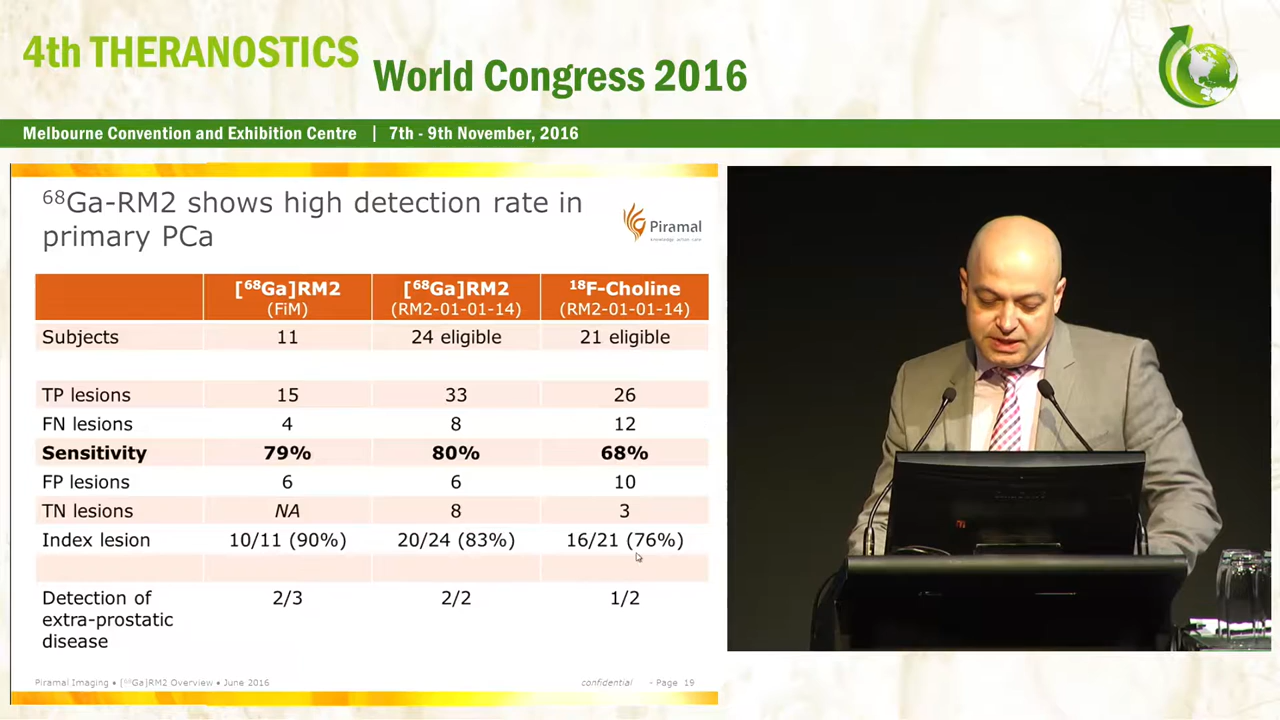 4th THERANOSTICS
World Congress 2016
Melbourne Convention and Exhibition Centre | 7th - 9th November, 2016
⁶⁸Ga-RM2 shows high detection rate in
primary PCa
Piramal
knowledge action care
[⁶⁸Ga]RM2 [⁶⁸Ga]RM2 ¹⁸F-Choline
(FiM) (RM2-01-01-14) (RM2-01-01-14)
Subjects 11 24 eligible 21 eligible
TP lesions 15 33 26
FN lesions 4 8 12
Sensitivity 79% 80% 68%
FP lesions 6 6 10
TN lesions NA 8 3
Index lesion 10/11 (90%) 20/24 (83%) 16/21 (76%)
Detection of 2/3 2/2 1/2
extra-prostatic
disease
Piramal Imaging • [⁶⁸Ga]RM2 Overview • June 2016 confidential - Page 19